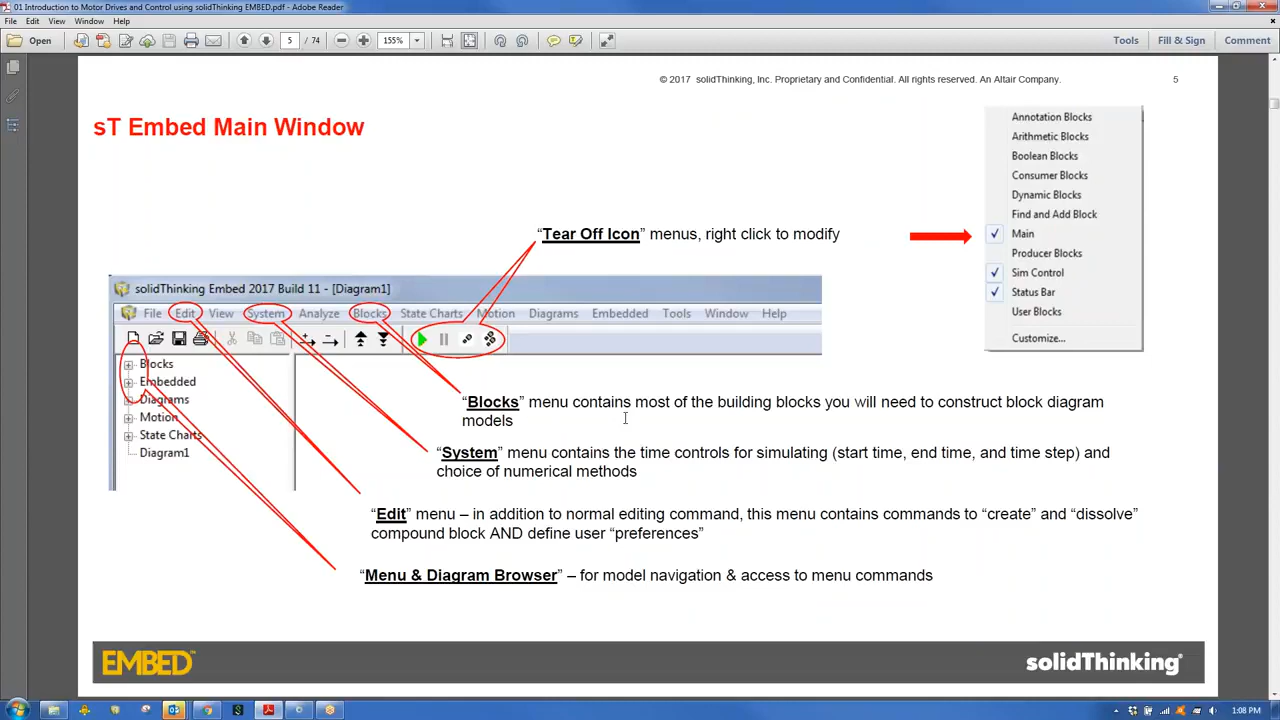 01 Introduction to Motor Drives and Control using solidThinking EMBED.pdf - Adobe Reader
File Edit View Window Help
Open 5 / 74 155% Tools Fill & Sign Comment
© 2017 solidThinking, Inc. Proprietary and Confidential. All rights reserved. An Altair Company. 5
sT Embed Main Window
Annotation Blocks
Arithmetic Blocks
Boolean Blocks
Consumer Blocks
Dynamic Blocks
Find and Add Block
Main
Producer Blocks
Sim Control
Status Bar
User Blocks
Customize...
“Tear Off Icon” menus, right click to modify
solidThinking Embed 2017 Build 11 - [Diagram1]
File Edit View System Analyze Blocks State Charts Motion Diagrams Embedded Tools Window Help
Blocks
Embedded
Diagrams
Motion
State Charts
Diagram1
“Blocks” menu contains most of the building blocks you will need to construct block diagram
models
“System” menu contains the time controls for simulating (start time, end time, and time step) and
choice of numerical methods
“Edit” menu – in addition to normal editing command, this menu contains commands to “create” and “dissolve”
compound block AND define user “preferences”
“Menu & Diagram Browser” – for model navigation & access to menu commands
EMBED™
solidThinking®
1:08 PM